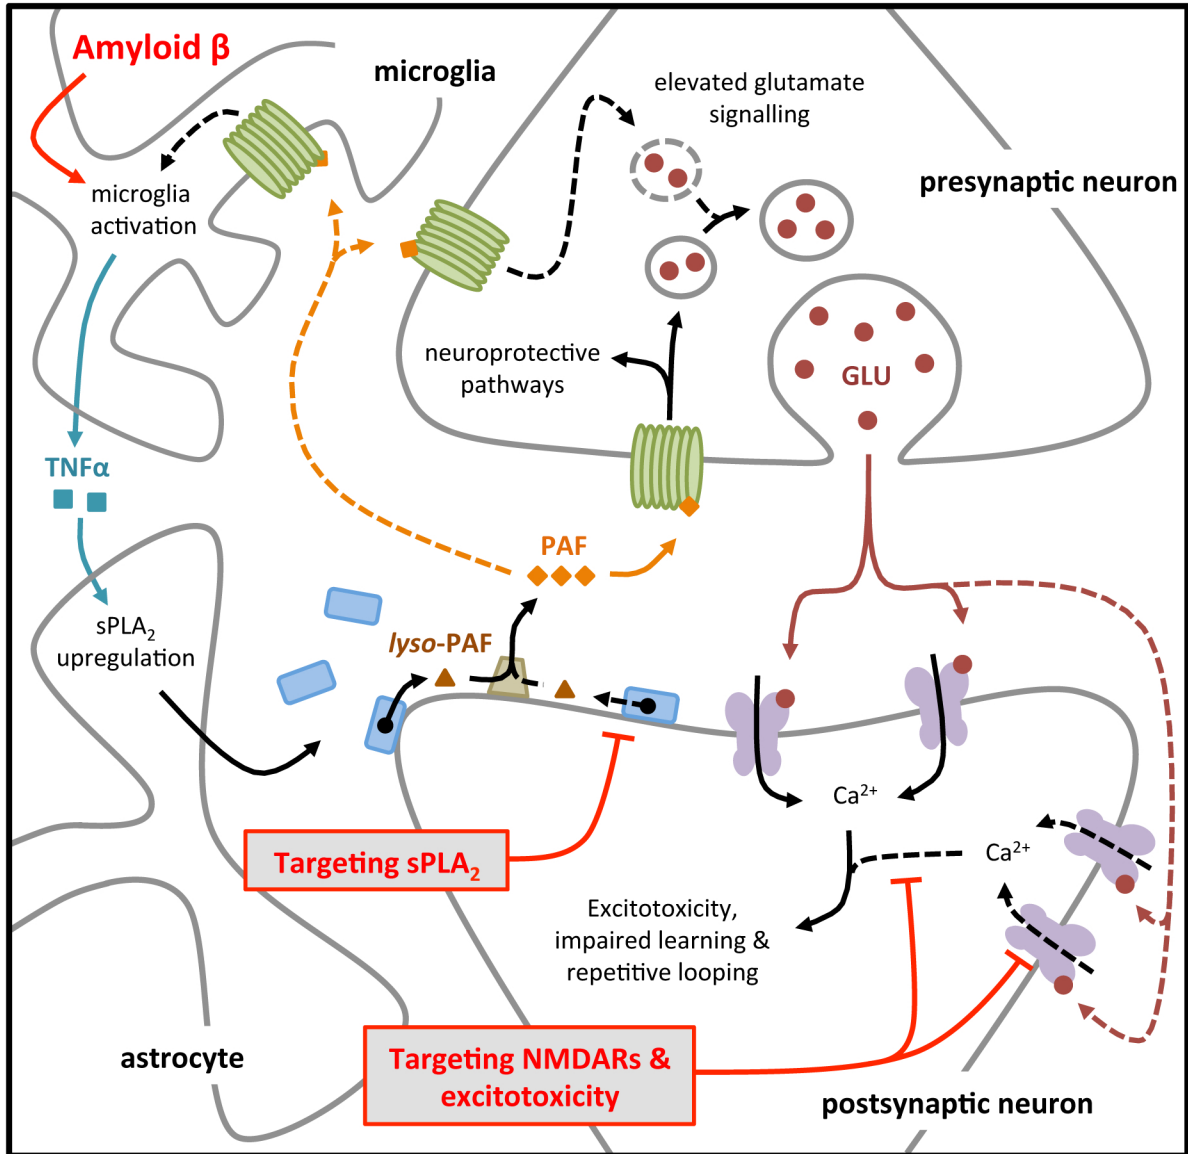 Amyloid β
microglia
elevated glutamate
signalling
presynaptic neuron
microglia
activation
neuroprotective
pathways
GLU
TNFα
PAF
sPLA₂
upregulation
lyso-PAF
Ca²⁺
Targeting sPLA₂
Ca²⁺
Excitotoxicity,
impaired learning &
repetitive looping
astrocyte
Targeting NMDARs &
excitotoxicity
postsynaptic neuron